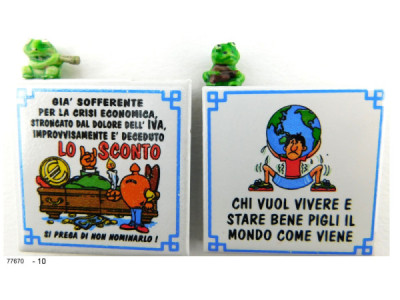 GIA' SOFFERENTE
PER LA CRISI ECONOMICA,
STRONCATO DAL DOLORE DELL' IVA,
IMPROVVISAMENTE E' DECEDUTO
LO SCONTO
SI PREGA DI NON NOMINARLO !
CHI VUOL VIVERE E
STARE BENE PIGLI IL
MONDO COME VIENE
77670 - 10